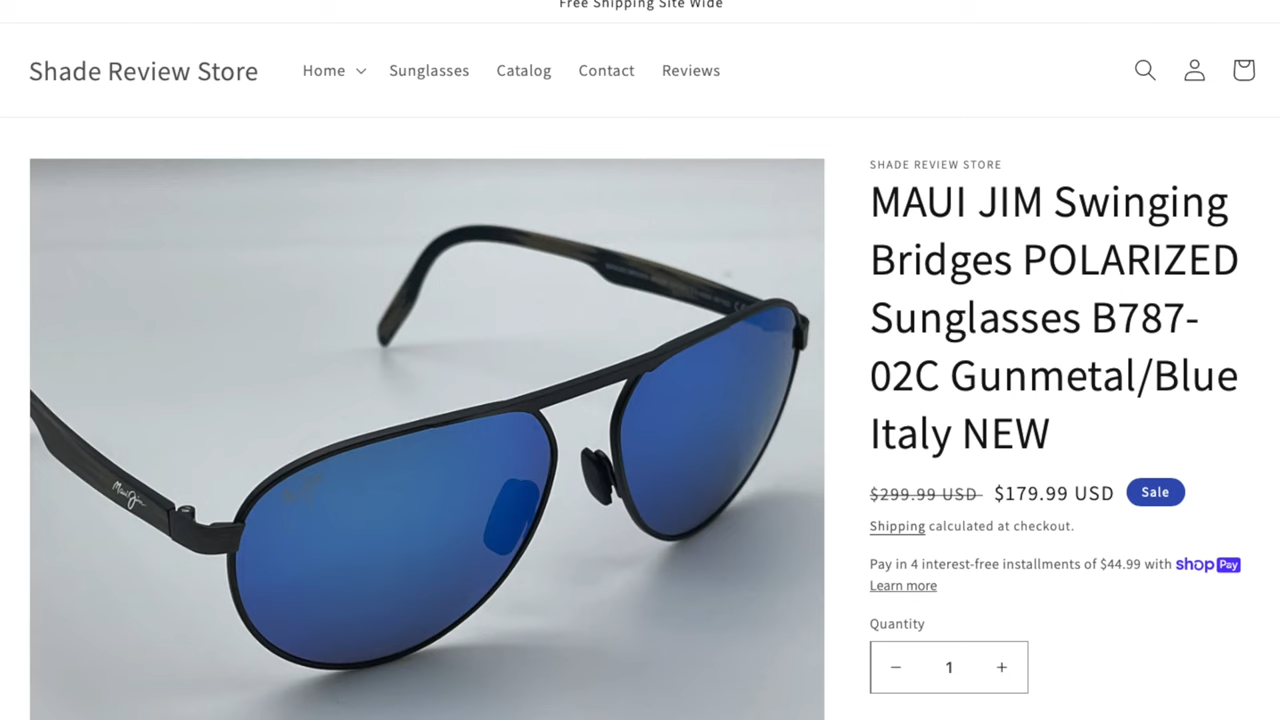 Free Shipping Site Wide
Shade Review Store
Home
Sunglasses
Catalog
Contact
Reviews
SHADE REVIEW STORE
MAUI JIM Swinging
Bridges POLARIZED
Sunglasses B787-
02C Gunmetal/Blue
Italy NEW
$299.99 USD $179.99 USD Sale
Shipping calculated at checkout.
Pay in 4 interest-free installments of $44.99 with shop Pay
Learn more
Quantity
− 1 +
Maui Jim